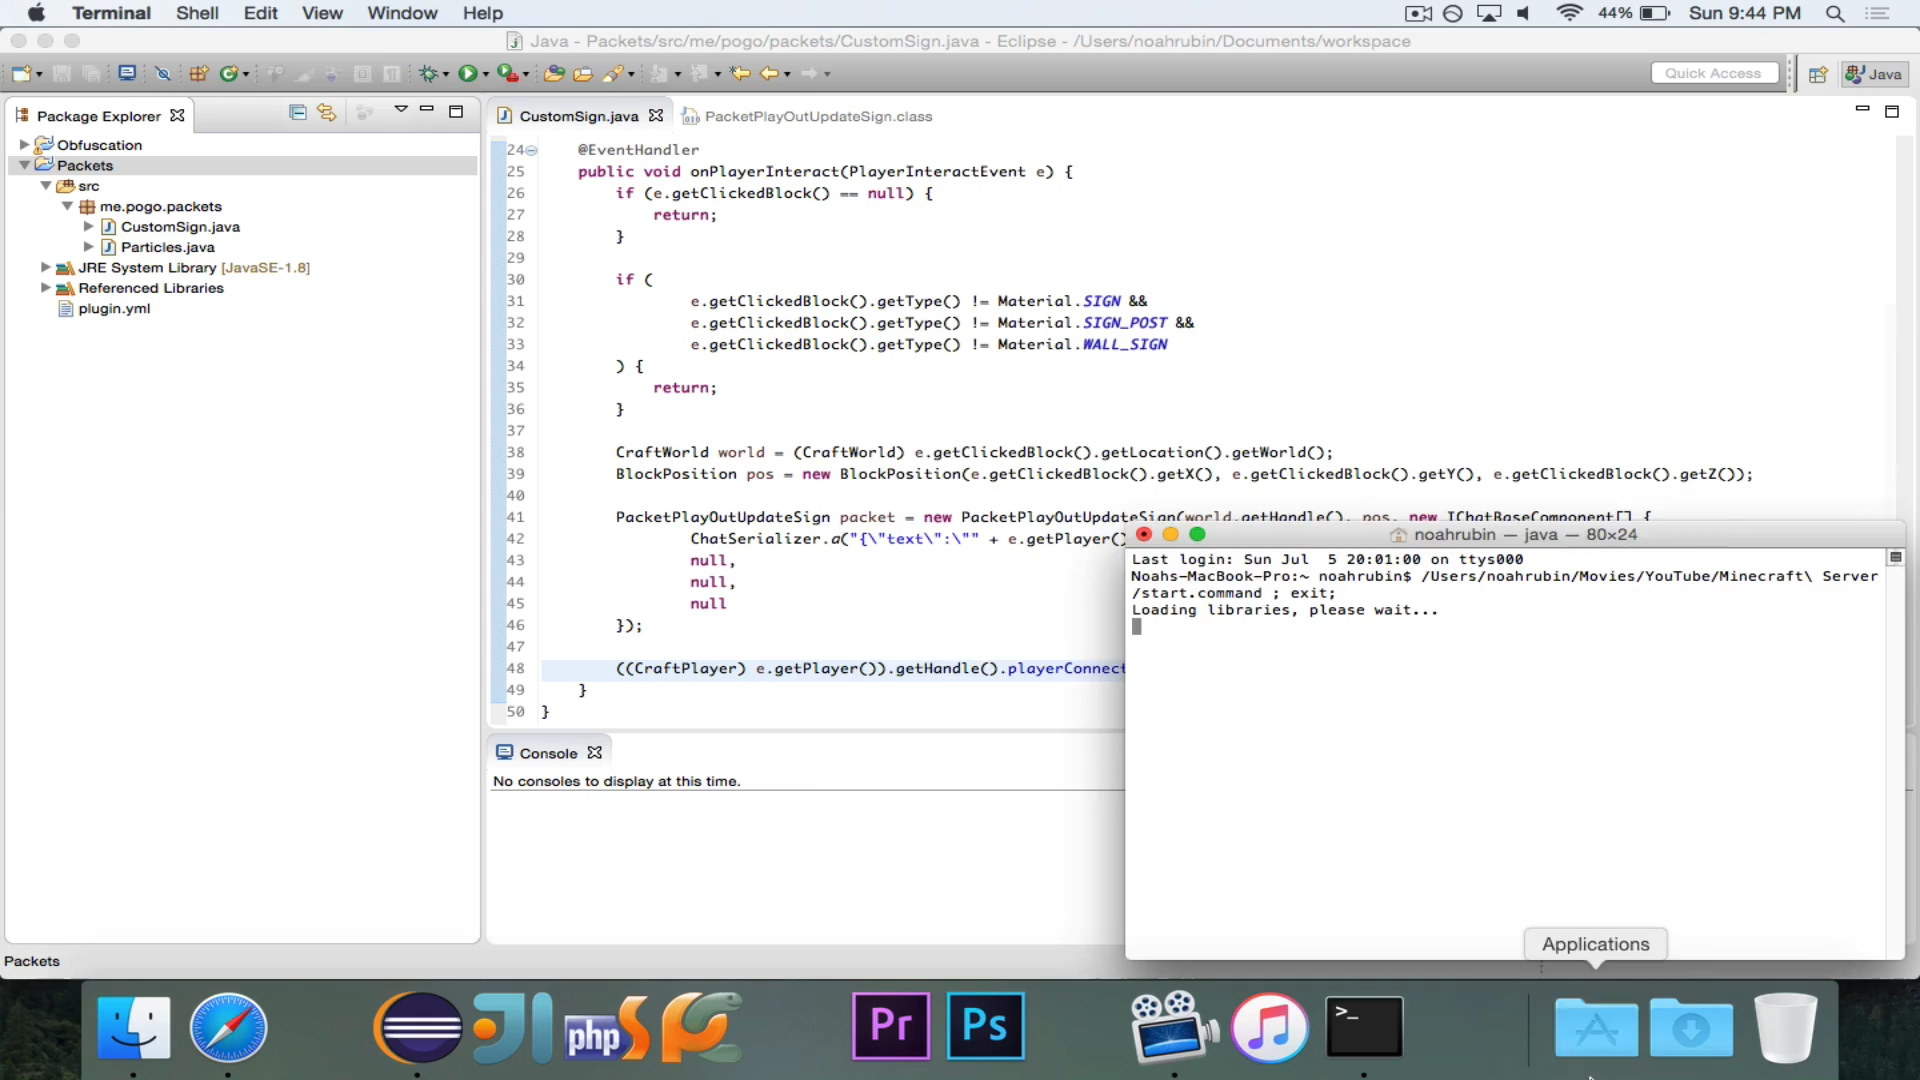 Terminal Shell Edit View Window Help 44% Sun 9:44 PM
Java - Packets/src/me/pogo/packets/CustomSign.java - Eclipse - /Users/noahrubin/Documents/workspace
Quick Access Java
Package Explorer
Obfuscation
Packets
src
me.pogo.packets
CustomSign.java
Particles.java
JRE System Library [JavaSE-1.8]
Referenced Libraries
plugin.yml
CustomSign.java PacketPlayOutUpdateSign.class
24 @EventHandler
25 public void onPlayerInteract(PlayerInteractEvent e) {
26 if (e.getClickedBlock() == null) {
27 return;
28 }
29
30 if (
31 e.getClickedBlock().getType() != Material.SIGN &&
32 e.getClickedBlock().getType() != Material.SIGN_POST &&
33 e.getClickedBlock().getType() != Material.WALL_SIGN
34 ) {
35 return;
36 }
37
38 CraftWorld world = (CraftWorld) e.getClickedBlock().getLocation().getWorld();
39 BlockPosition pos = new BlockPosition(e.getClickedBlock().getX(), e.getClickedBlock().getY(), e.getClickedBlock().getZ());
40
41 PacketPlayOutUpdateSign packet = new PacketPlayOutUpdateSign(world.getHandle(), pos, new IChatBaseComponent[] {
42 ChatSerializer.a("{\"text\":\"" + e.getPlayer()
43 null,
44 null,
45 null
46 });
47
48 ((CraftPlayer) e.getPlayer()).getHandle().playerConnect
49 }
50 }
Console
No consoles to display at this time.
noahrubin — java — 80×24
Last login: Sun Jul  5 20:01:00 on ttys000
Noahs-MacBook-Pro:~ noahrubin$ /Users/noahrubin/Movies/YouTube/Minecraft\ Server
/start.command ; exit;
Loading libraries, please wait...
Applications
Packets
php
Pr
Ps
>_